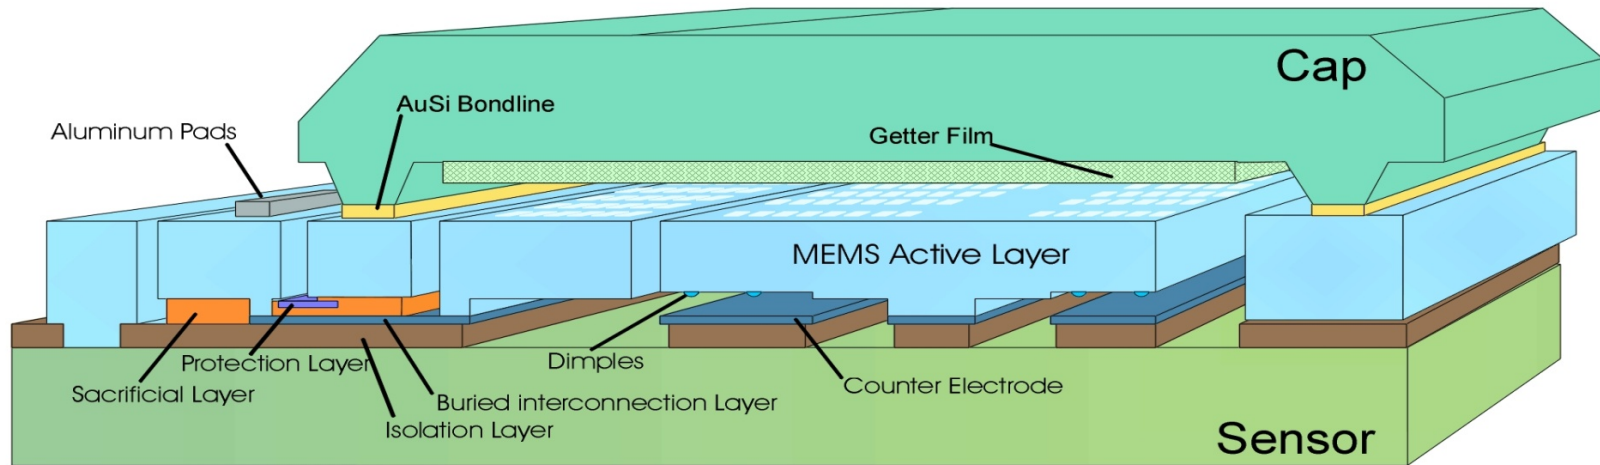 Cap
AuSi Bondline
Aluminum Pads
Getter Film
MEMS Active Layer
Protection Layer
Dimples
Sacrificial Layer
Counter Electrode
Buried interconnection Layer
Isolation Layer
Sensor